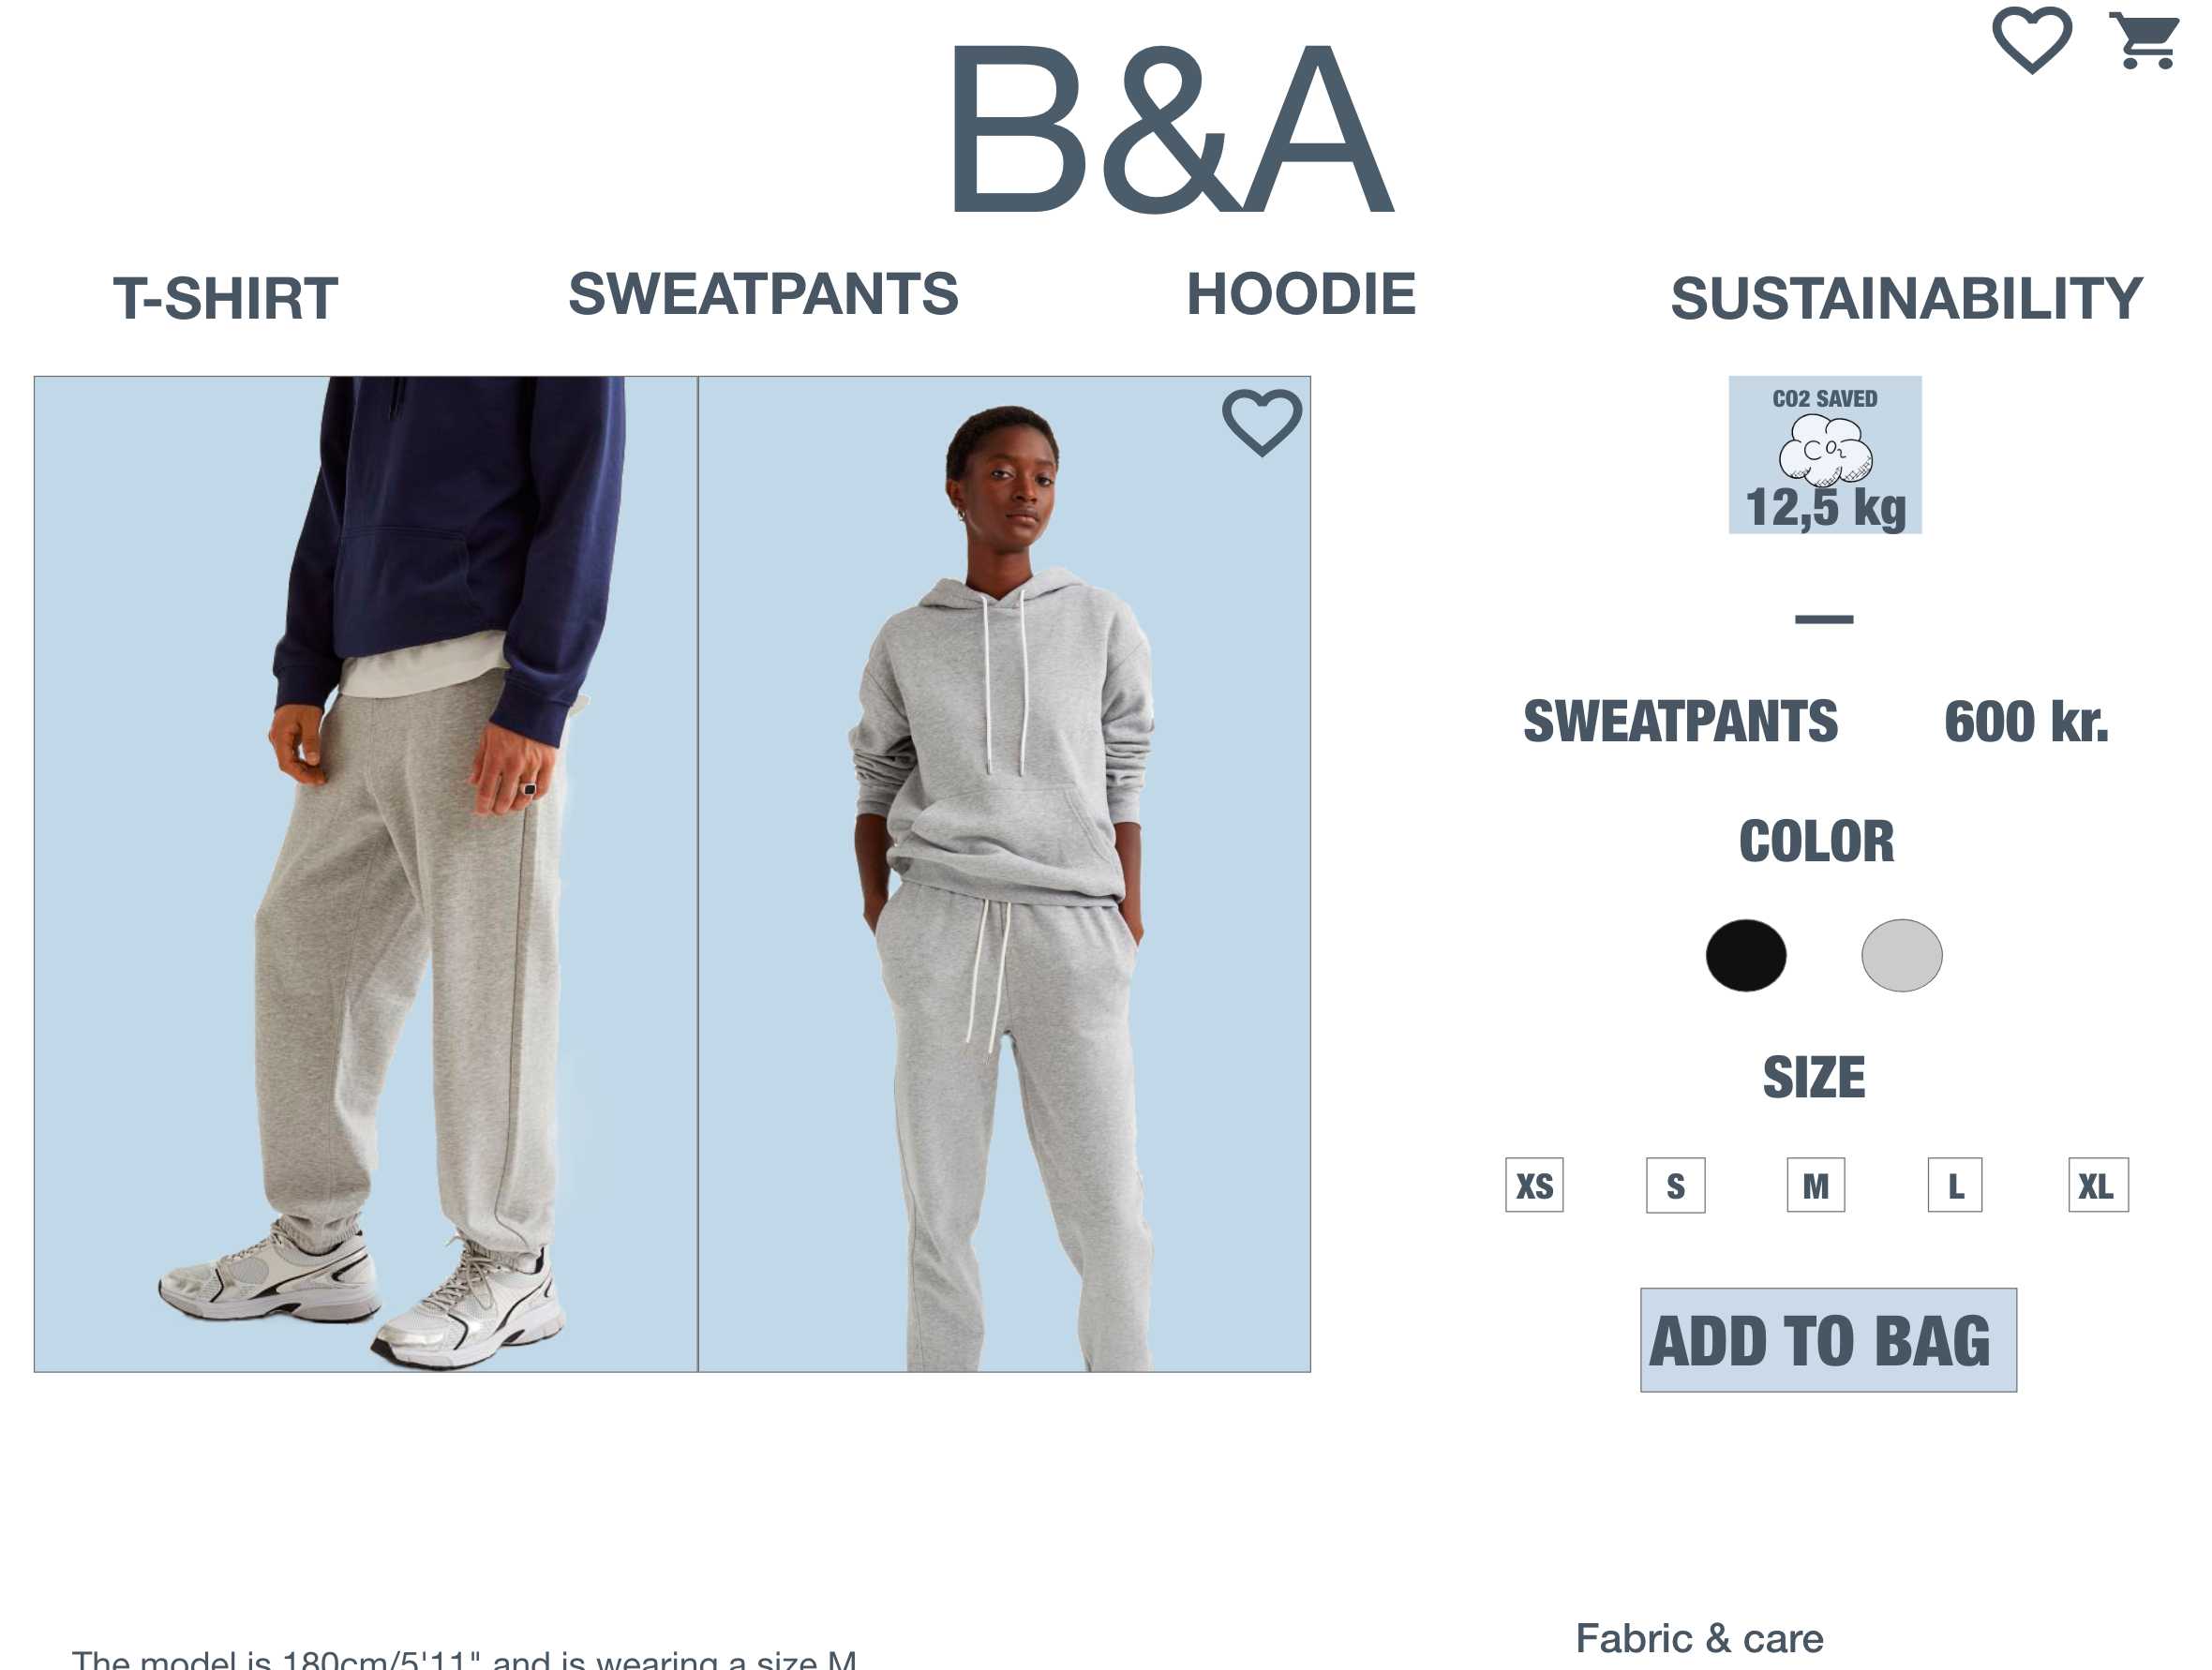 B&A
T-SHIRT SWEATPANTS HOODIE SUSTAINABILITY
CO2 SAVED
CO2
12,5 kg
SWEATPANTS 600 kr.
COLOR
SIZE
XS S M L XL
ADD TO BAG
Fabric & care
The model is 180cm/5'11" and is wearing a size M